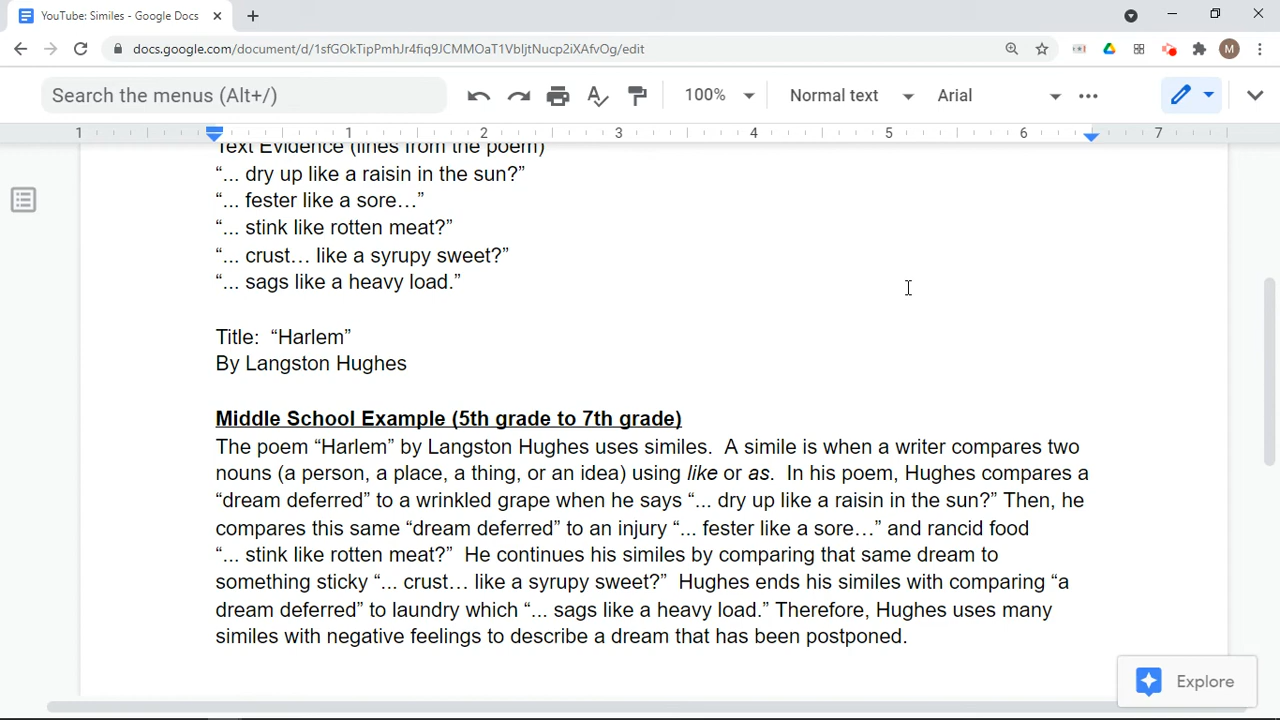 YouTube: Similes - Google Docs
docs.google.com/document/d/1sfGOkTipPmhJr4fiq9JCMMOaT1VbljtNucp2iXAfvOg/edit
M
Search the menus (Alt+/)
100%
Normal text
Arial
1 1 2 3 4 5 6 7
Text Evidence (lines from the poem)
“... dry up like a raisin in the sun?”
“... fester like a sore…”
“... stink like rotten meat?”
“... crust… like a syrupy sweet?”
“... sags like a heavy load.”
Title:  “Harlem”
By Langston Hughes
Middle School Example (5th grade to 7th grade)
The poem “Harlem” by Langston Hughes uses similes.  A simile is when a writer compares two
nouns (a person, a place, a thing, or an idea) using like or as.  In his poem, Hughes compares a
“dream deferred” to a wrinkled grape when he says “... dry up like a raisin in the sun?” Then, he
compares this same “dream deferred” to an injury “... fester like a sore…” and rancid food
“... stink like rotten meat?”  He continues his similes by comparing that same dream to
something sticky “... crust… like a syrupy sweet?”  Hughes ends his similes with comparing “a
dream deferred” to laundry which “... sags like a heavy load.” Therefore, Hughes uses many
similes with negative feelings to describe a dream that has been postponed.
Explore